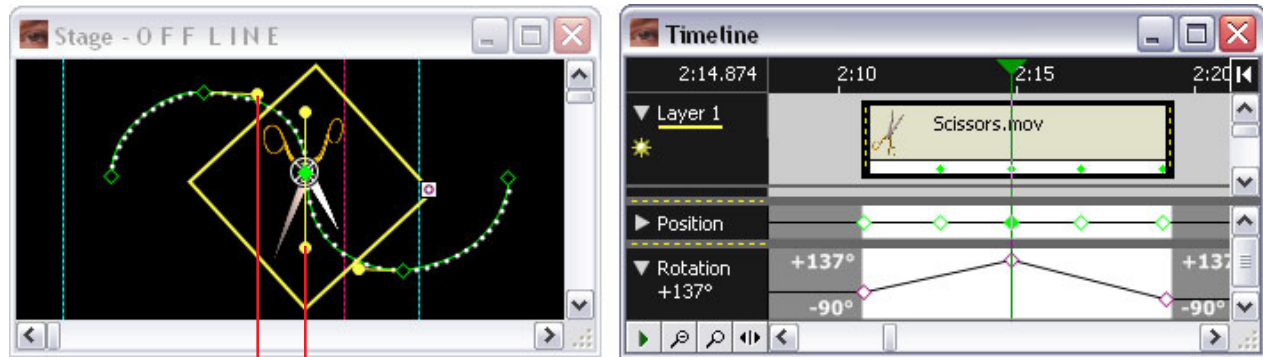 Stage - O F F L I N E
Timeline
2:14.874
2:10
2:15
2:20
Layer 1
Scissors.mov
Position
Rotation
+137°
+137°
-90°
+137
-90°